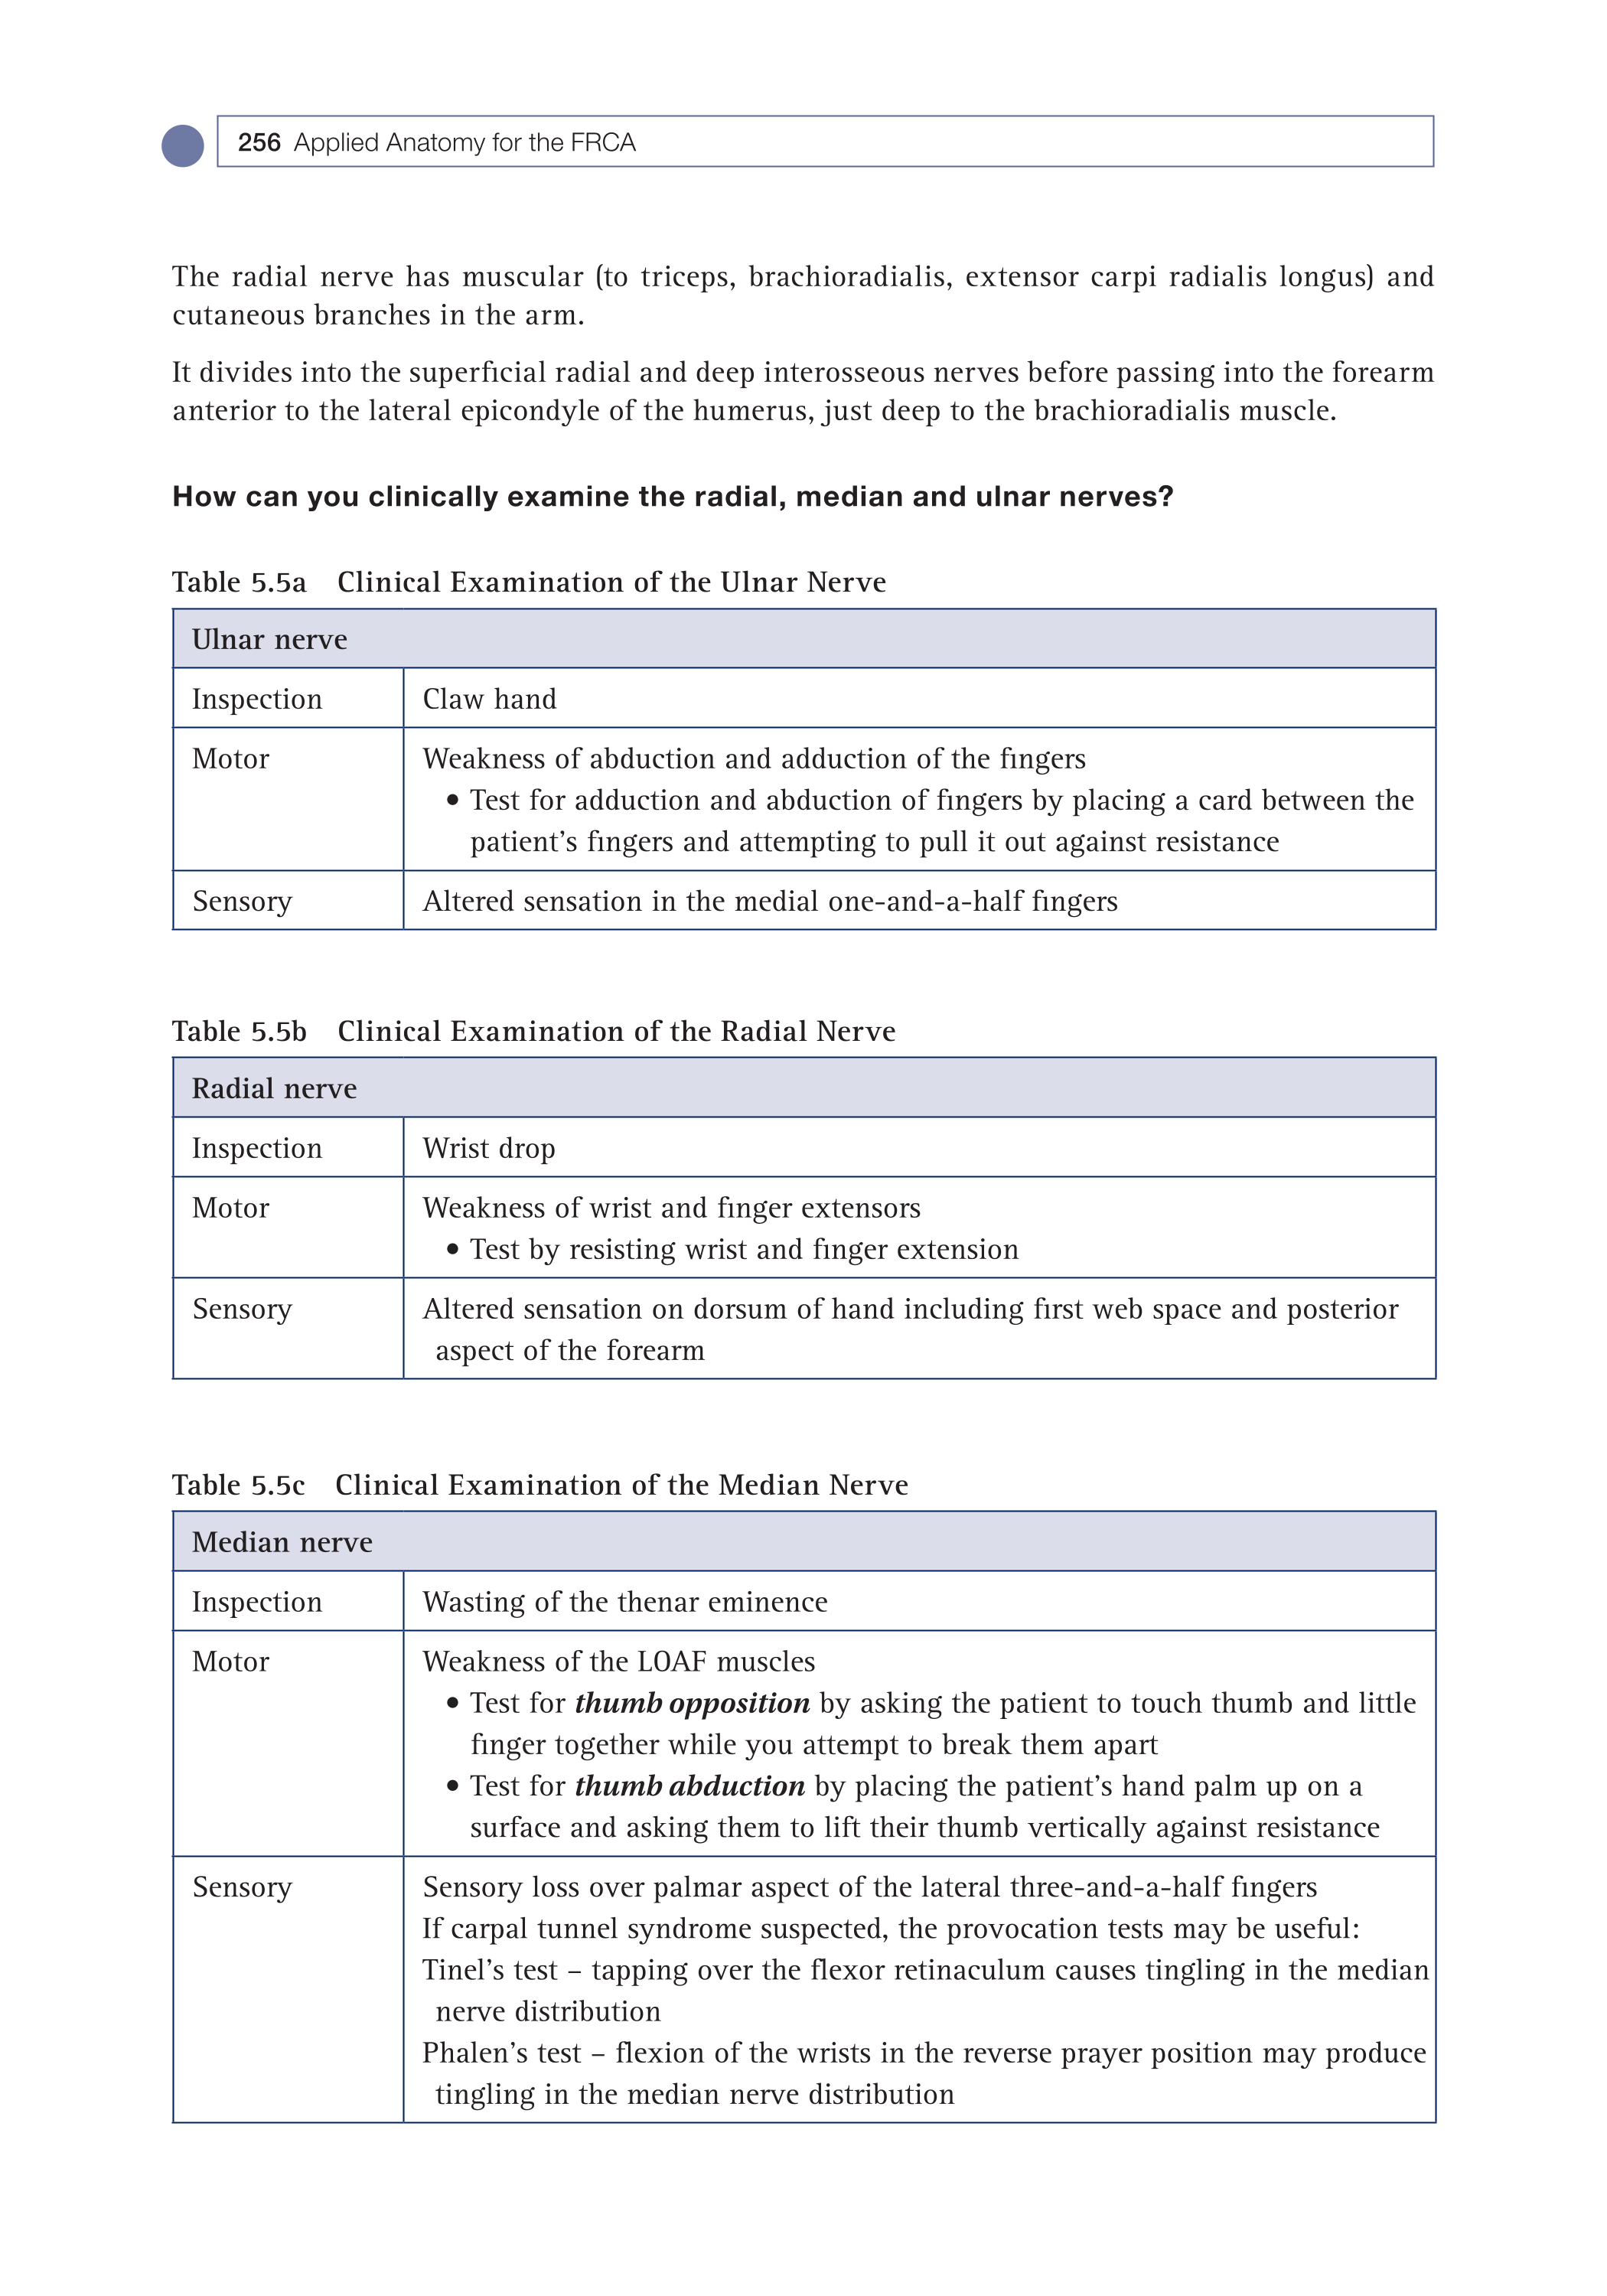 256 Applied Anatomy for the FRCA
The radial nerve has muscular (to triceps, brachioradialis, extensor carpi radialis longus) and
cutaneous branches in the arm.
It divides into the superficial radial and deep interosseous nerves before passing into the forearm
anterior to the lateral epicondyle of the humerus, just deep to the brachioradialis muscle.
How can you clinically examine the radial, median and ulnar nerves?
Table 5.5a Clinical Examination of the Ulnar Nerve
Ulnar nerve
Inspection Claw hand
Motor Weakness of abduction and adduction of the fingers
• Test for adduction and abduction of fingers by placing a card between the
patient’s fingers and attempting to pull it out against resistance
Sensory Altered sensation in the medial one-and-a-half fingers
Table 5.5b Clinical Examination of the Radial Nerve
Radial nerve
Inspection Wrist drop
Motor Weakness of wrist and finger extensors
• Test by resisting wrist and finger extension
Sensory Altered sensation on dorsum of hand including first web space and posterior
aspect of the forearm
Table 5.5c Clinical Examination of the Median Nerve
Median nerve
Inspection Wasting of the thenar eminence
Motor Weakness of the LOAF muscles
• Test for thumb opposition by asking the patient to touch thumb and little
finger together while you attempt to break them apart
• Test for thumb abduction by placing the patient’s hand palm up on a
surface and asking them to lift their thumb vertically against resistance
Sensory Sensory loss over palmar aspect of the lateral three-and-a-half fingers
If carpal tunnel syndrome suspected, the provocation tests may be useful:
Tinel’s test – tapping over the flexor retinaculum causes tingling in the median
nerve distribution
Phalen’s test – flexion of the wrists in the reverse prayer position may produce
tingling in the median nerve distribution